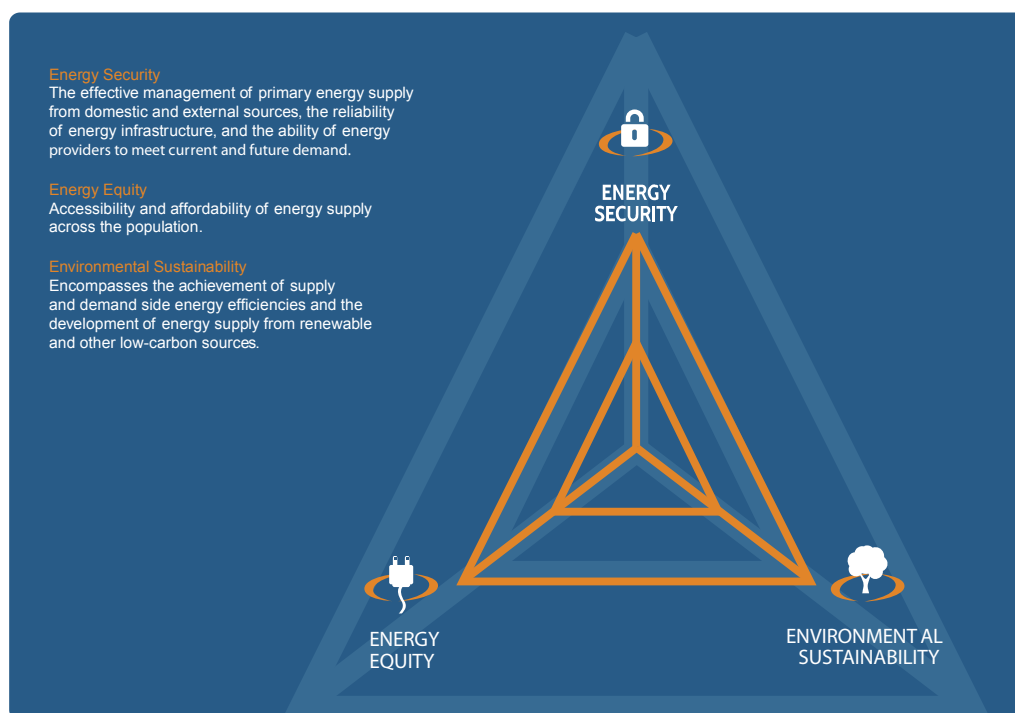 Energy Security
The effective management of primary energy supply
from domestic and external sources, the reliability
of energy infrastructure, and the ability of energy
providers to meet current and future demand.
Energy Equity
Accessibility and affordability of energy supply
across the population.
Environmental Sustainability
Encompasses the achievement of supply
and demand side energy efficiencies and the
development of energy supply from renewable
and other low-carbon sources.
ENERGY
SECURITY
ENERGY
EQUITY
ENVIRONMENT AL
SUSTAINABILITY